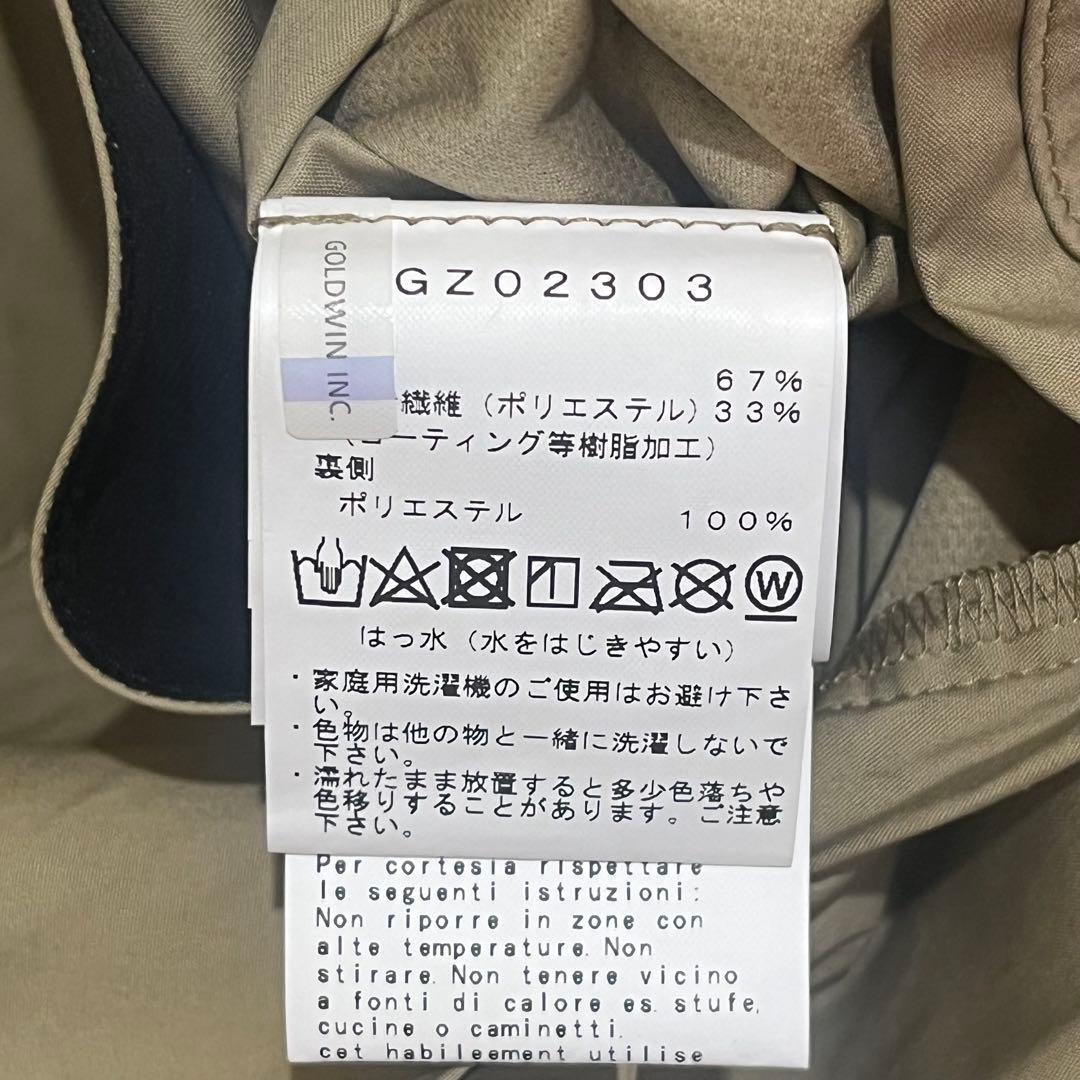 GOLDWIN INC.
GZ02303
67%
繊維（ポリエステル）33%
ーティング等樹脂加工）
裏側
ポリエステル 100%
W
はっ水（水をはじきやすい）
・家庭用洗濯機のご使用はお避け下さ
い。
・色物は他の物と一緒に洗濯しないで
下さい。
・濡れたまま放置すると多少色落ちや
色移りすることがあります。ご注意
下さい。
Per cortesia rispettare
le seguenti istruzioni:
Non riporre in zone con
alte temperature. Non
stirare. Non tenere vicino
a fonti di calore es. stufe,
cucine o caminetti.
cet habileement utilise